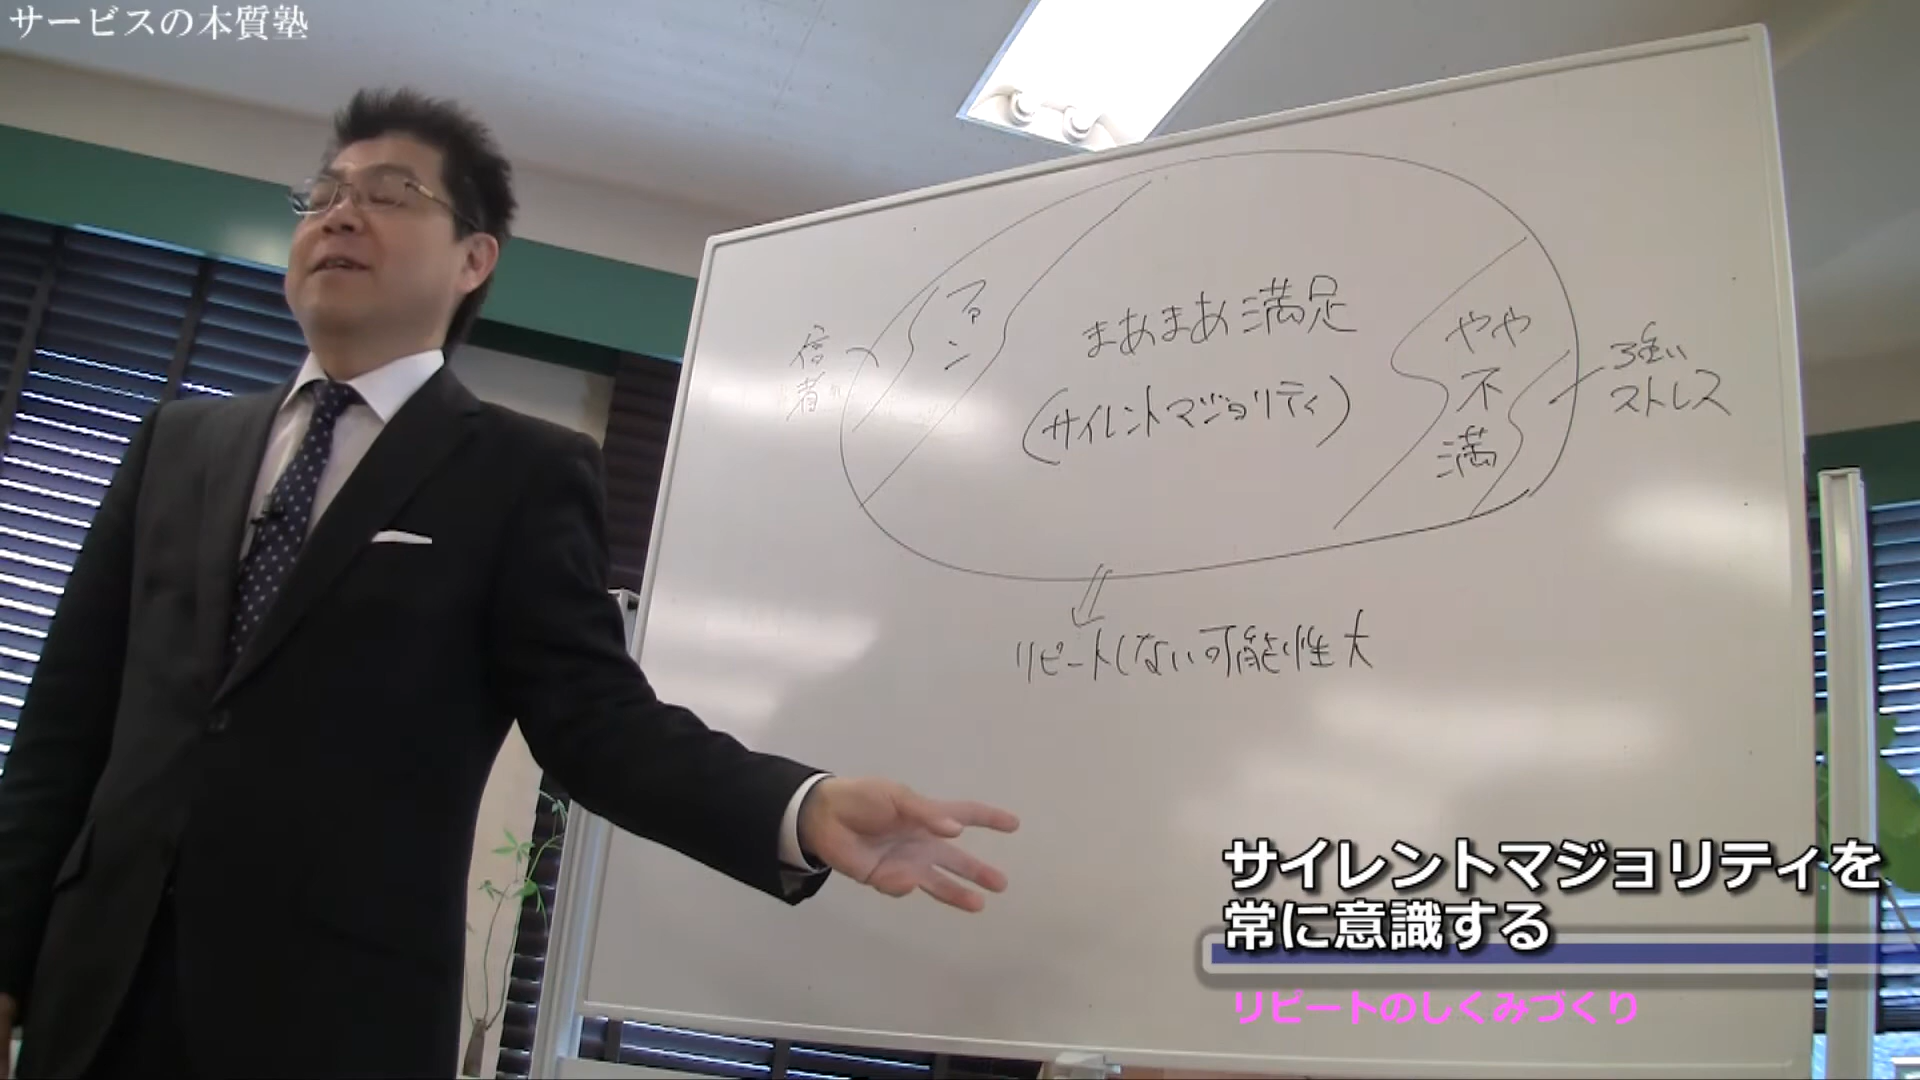 サービスの本質塾
信者
ファン
まあまあ満足
(サイレントマジョリティ)
やや不満
強い
ストレス
リピートしない可能性大
サイレントマジョリティを
常に意識する
リピートのしくみづくり